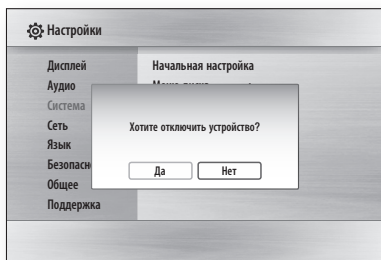 Настройки
Дисплей
Начальная настройка
Аудио
Система
Сеть
Хотите отключить устройство?
Язык
Да
Нет
Общее
Поддержка